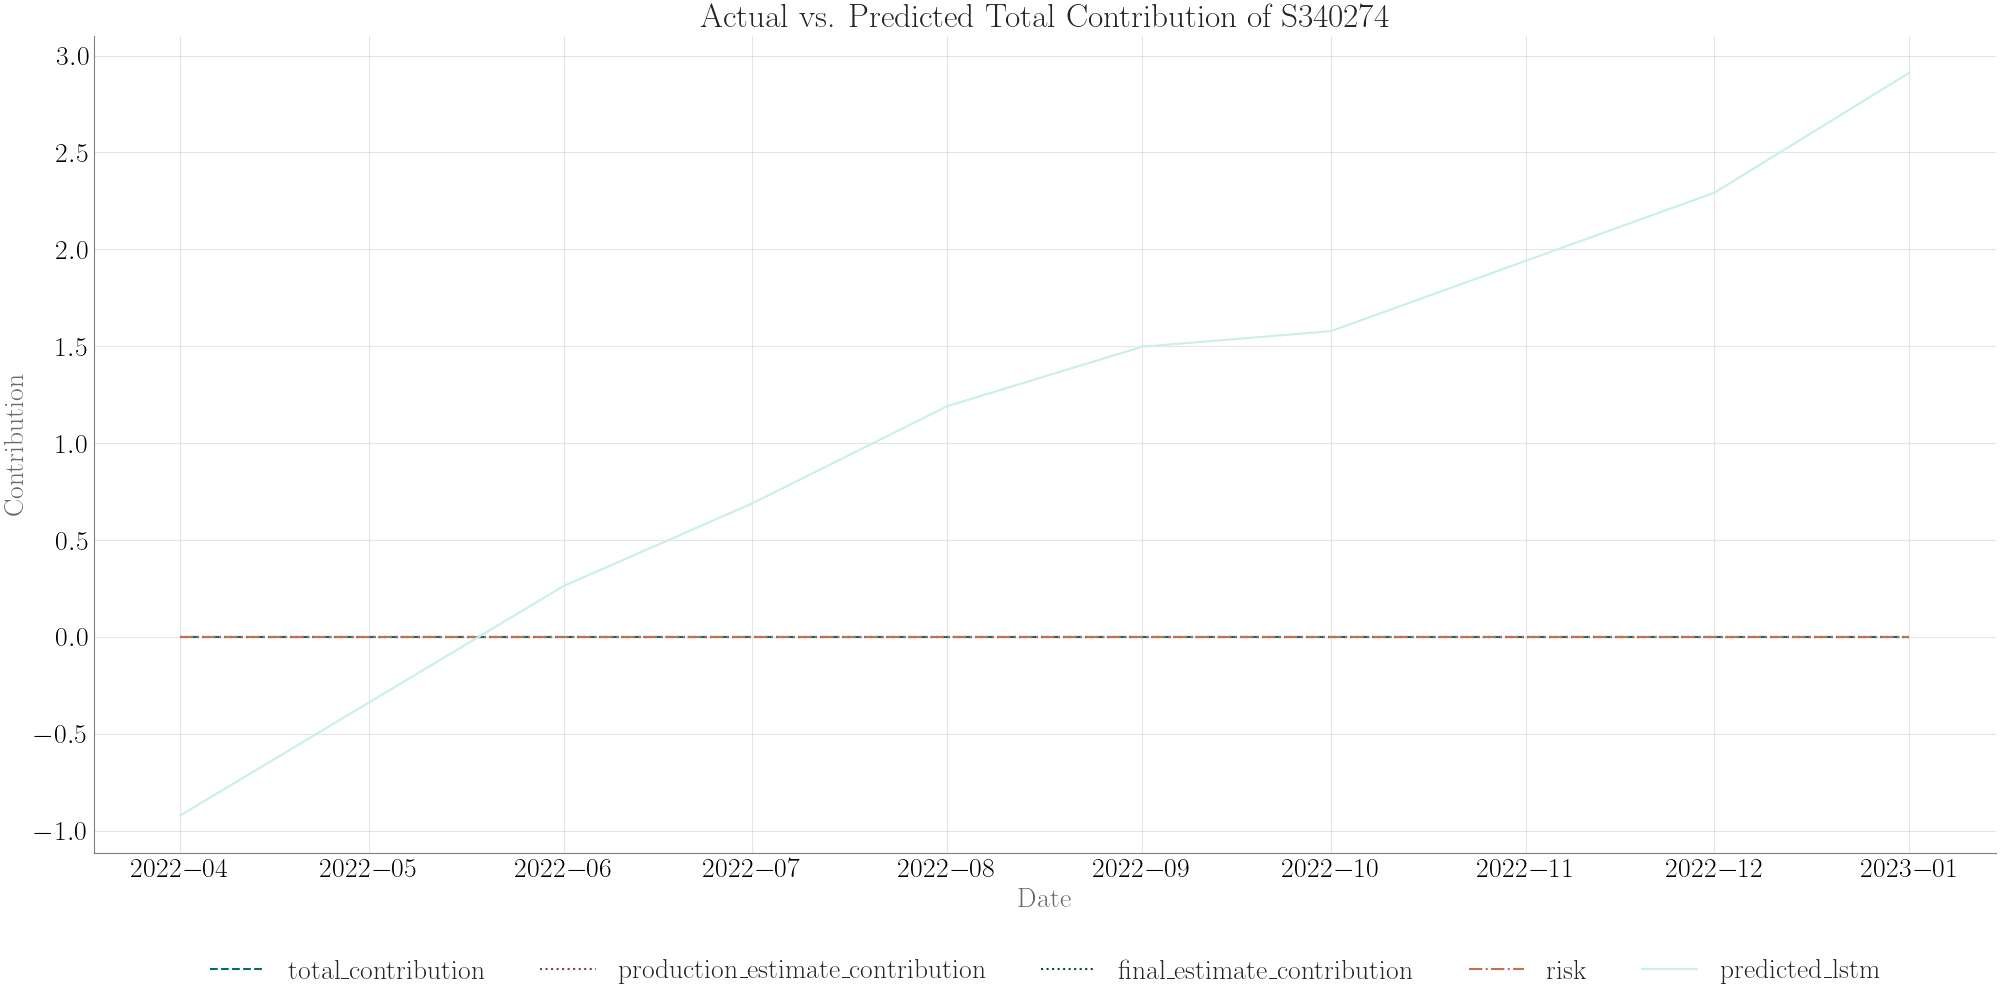 Actual vs. Predicted Total Contribution of S340274
3.0
2.5
2.0
1.5
1.0
0.5
0.0
−0.5
−1.0
Contribution
2022−04 2022−05 2022−06 2022−07 2022−08 2022−09 2022−10 2022−11 2022−12 2023−01
Date
total_contribution production_estimate_contribution final_estimate_contribution risk predicted_lstm